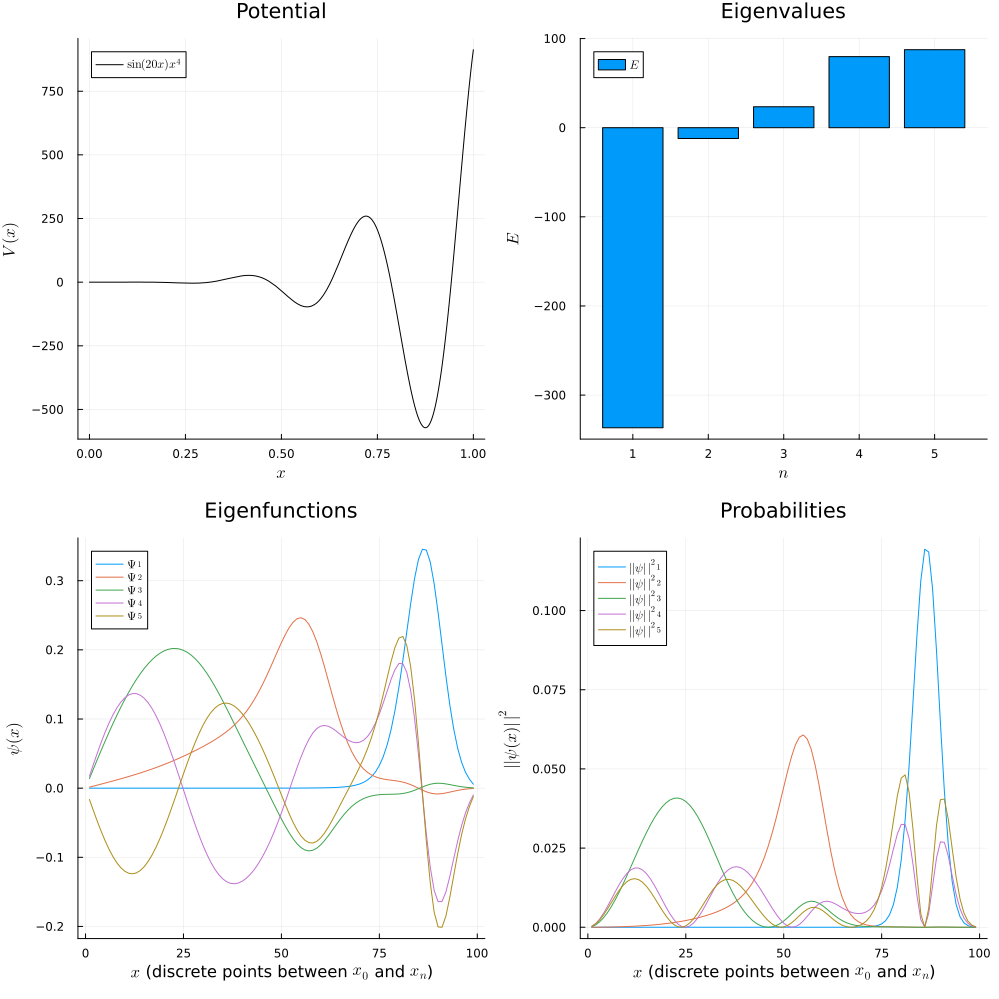 Potential
sin(20x)x⁴
750
500
250
0
−250
−500
V(x)
0.00 0.25 0.50 0.75 1.00
x
Eigenvalues
E
100
0
−100
−200
−300
E
1 2 3 4 5
n
Eigenfunctions
Ψ₁
Ψ₂
Ψ₃
Ψ₄
Ψ₅
0.3
0.2
0.1
0.0
−0.1
−0.2
ψ(x)
0 25 50 75 100
x (discrete points between x₀ and xₙ)
Probabilities
||ψ||²₁
||ψ||²₂
||ψ||²₃
||ψ||²₄
||ψ||²₅
0.100
0.075
0.050
0.025
0.000
||ψ(x)||²
0 25 50 75 100
x (discrete points between x₀ and xₙ)